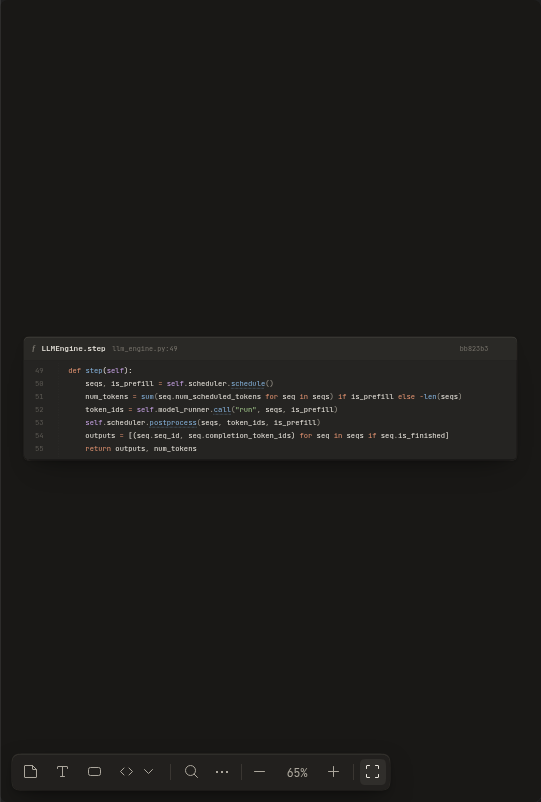 f LLMEngine.step llm_engine.py:49 bb823b3
49 def step(self):
50 seqs, is_prefill = self.scheduler.schedule()
51 num_tokens = sum(seq.num_scheduled_tokens for seq in seqs) if is_prefill else -len(seqs)
52 token_ids = self.model_runner.call("run", seqs, is_prefill)
53 self.scheduler.postprocess(seqs, token_ids, is_prefill)
54 outputs = [(seq.seq_id, seq.completion_token_ids) for seq in seqs if seq.is_finished]
55 return outputs, num_tokens
65%